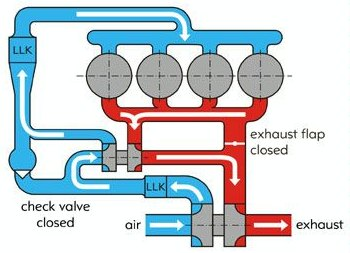 LLK
exhaust flap
closed
LLK
check valve
closed
air
exhaust